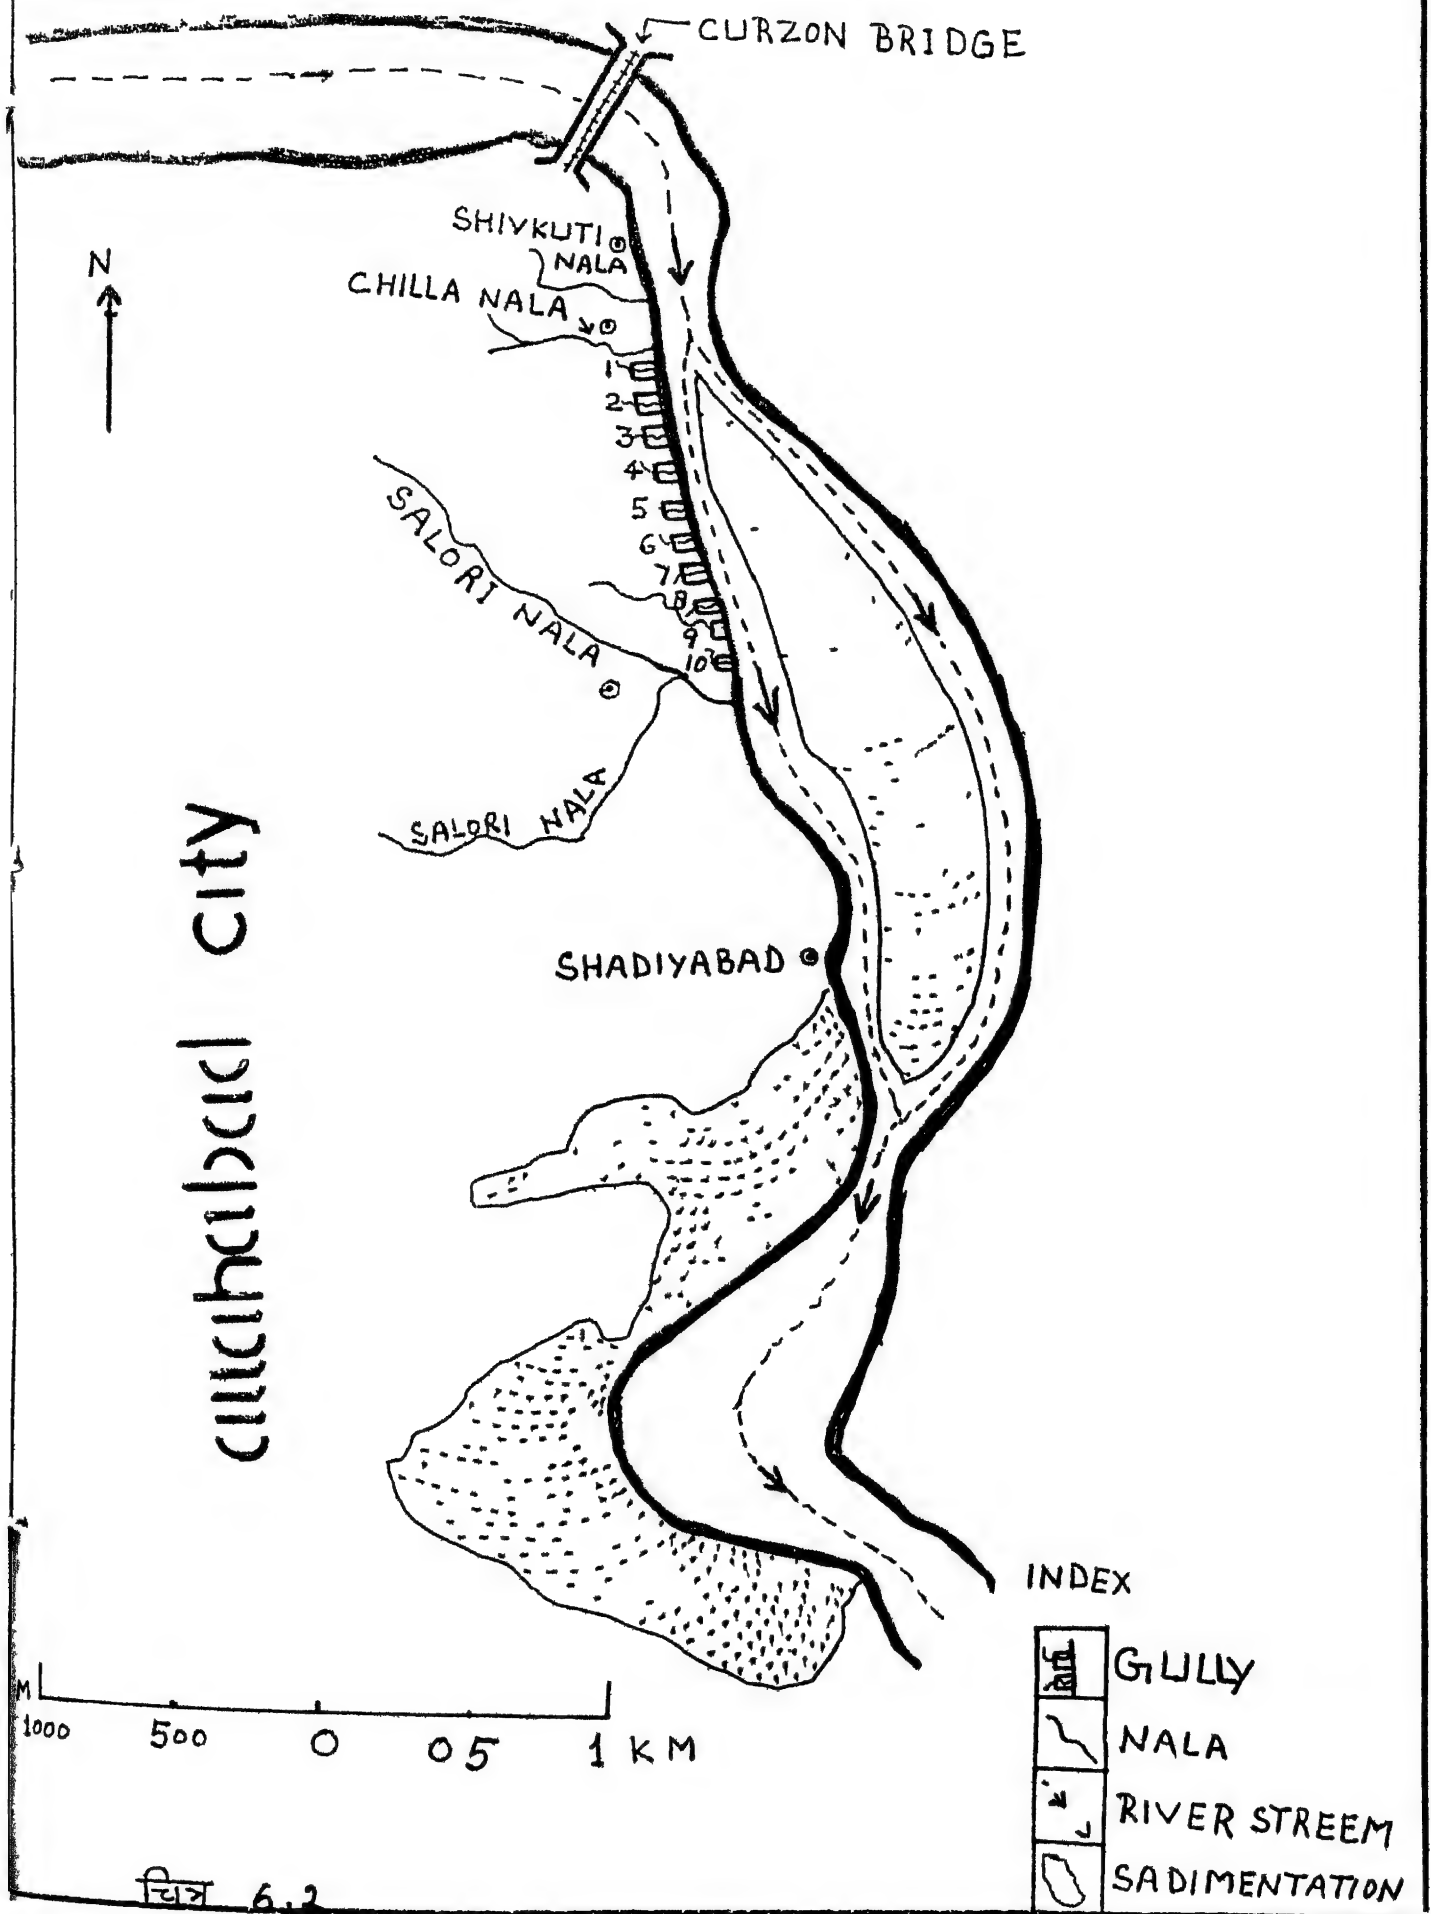 CURZON BRIDGE
SHIVKUTI
NALA
N
CHILLA NALA
1
2
3
4
5
6
7
8
9
10
SALORI NALA
SALORI NALA
allahabad city
SHADIYABAD
INDEX
GULLY
NALA
RIVER STREEM
SADIMENTATION
M
1000 500 0 05 1 KM
चित्र 6.2